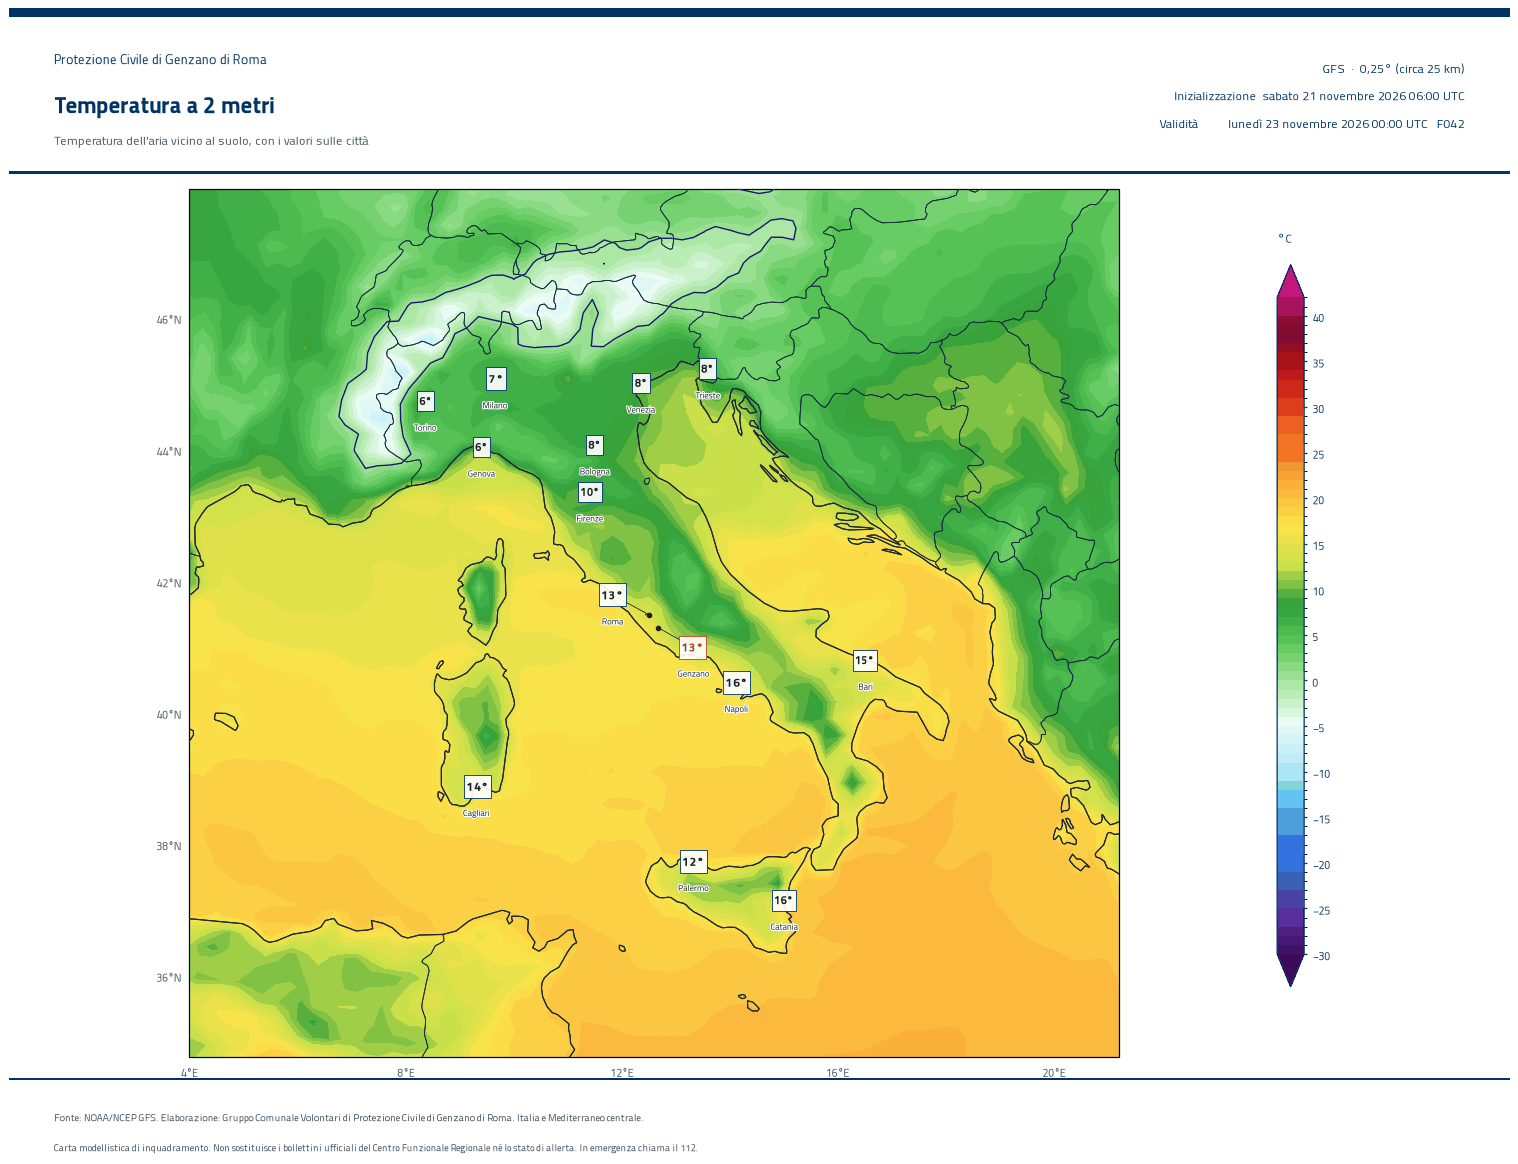 Protezione Civile di Genzano di Roma
Temperatura a 2 metri
Temperatura dell'aria vicino al suolo, con i valori sulle città
GFS · 0,25° (circa 25 km)
Inizializzazione sabato 21 novembre 2026 06:00 UTC
Validità lunedì 23 novembre 2026 00:00 UTC F042
°C
46°N
44°N
42°N
40°N
38°N
36°N
4°E
8°E
12°E
16°E
20°E
7°
Milano
6°
Torino
8°
Venezia
8°
Trieste
6°
Genova
8°
Bologna
10°
Firenze
13°
Roma
13°
Genzano
16°
Napoli
15°
Bari
14°
Cagliari
12°
Palermo
16°
Catania
40
35
30
25
20
15
10
5
0
−5
−10
−15
−20
−25
−30
Fonte: NOAA/NCEP GFS. Elaborazione: Gruppo Comunale Volontari di Protezione Civile di Genzano di Roma. Italia e Mediterraneo centrale.
Carta modellistica di inquadramento. Non sostituisce i bollettini ufficiali del Centro Funzionale Regionale né lo stato di allerta. In emergenza chiama il 112.